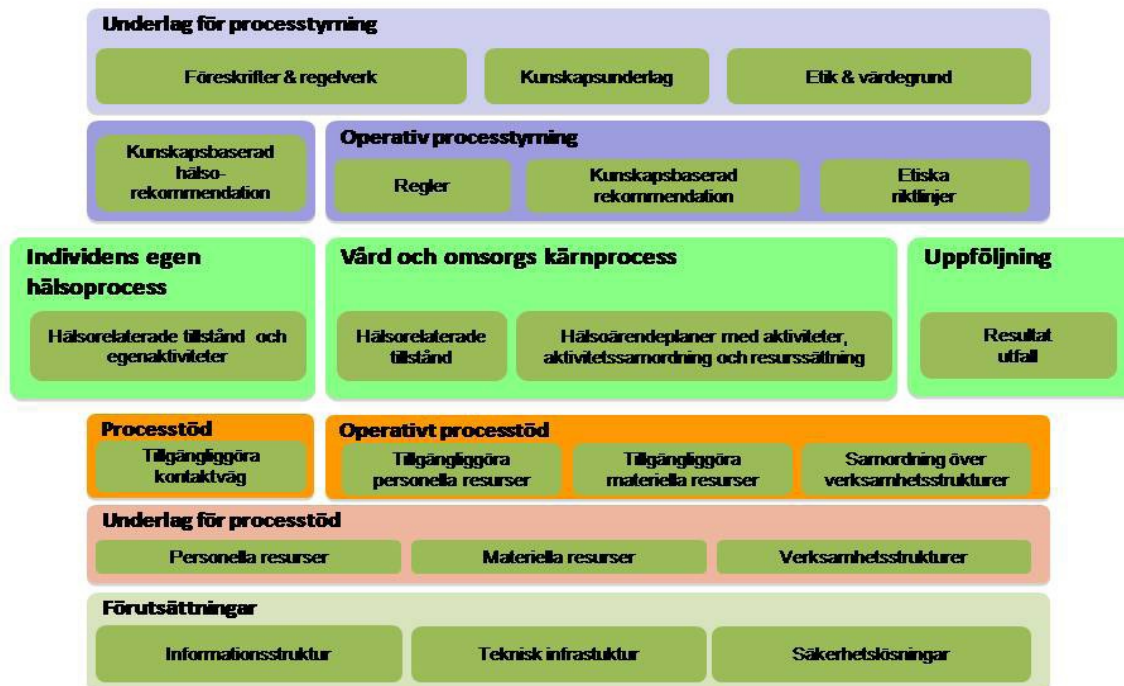 Underlag för processtyrning
Föreskrifter & regelverk
Kunskapsunderlag
Etik & värdegrund
Kunskapsbaserad
hälso-
rekommendation
Operativ processtyrning
Regler
Kunskapsbaserad
rekommendation
Etiska
riktlinjer
Individens egen
hälsoprocess
Hälsorelaterade tillstånd och
egenaktiviteter
Vård och omsorgs kärnprocess
Hälsorelaterade
tillstånd
Hälsoärendeplaner med aktiviteter,
aktivitetssamordning och resurssättning
Uppföljning
Resultat
utfall
Processtöd
Tillgängliggöra
kontaktväg
Operativt processtöd
Tillgängliggöra
personella resurser
Tillgängliggöra
materiella resurser
Samordning över
verksamhetsstrukturer
Underlag för processtöd
Personella resurser
Materiella resurser
Verksamhetsstrukturer
Förutsättningar
Informationsstruktur
Teknisk infrastuktur
Säkerhetslösningar